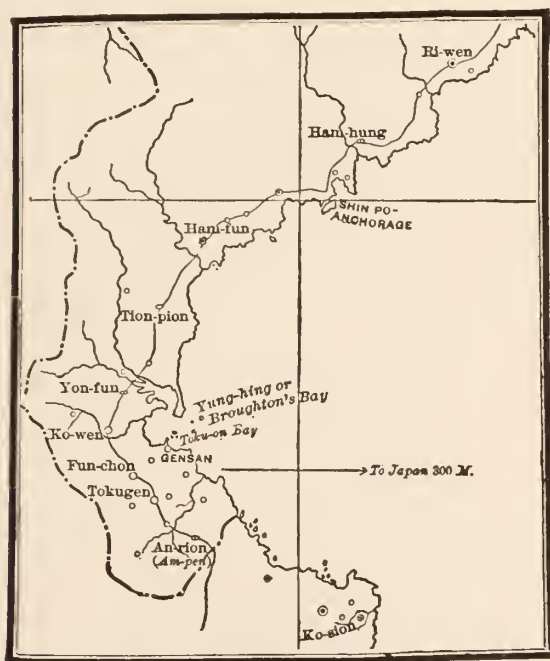 Ri-wen
Ham-hung
SHIN PO-
ANCHORAGE
Ham-fun
Tion-pion
Yon-fun
Yung-hing or
Broughton's Bay
Ko-wen
Toku-on Bay
GENSAN
Fun-chon
To Japan 300 M.
Tokugen
An-rion
(Am-pen)
Ko-sion